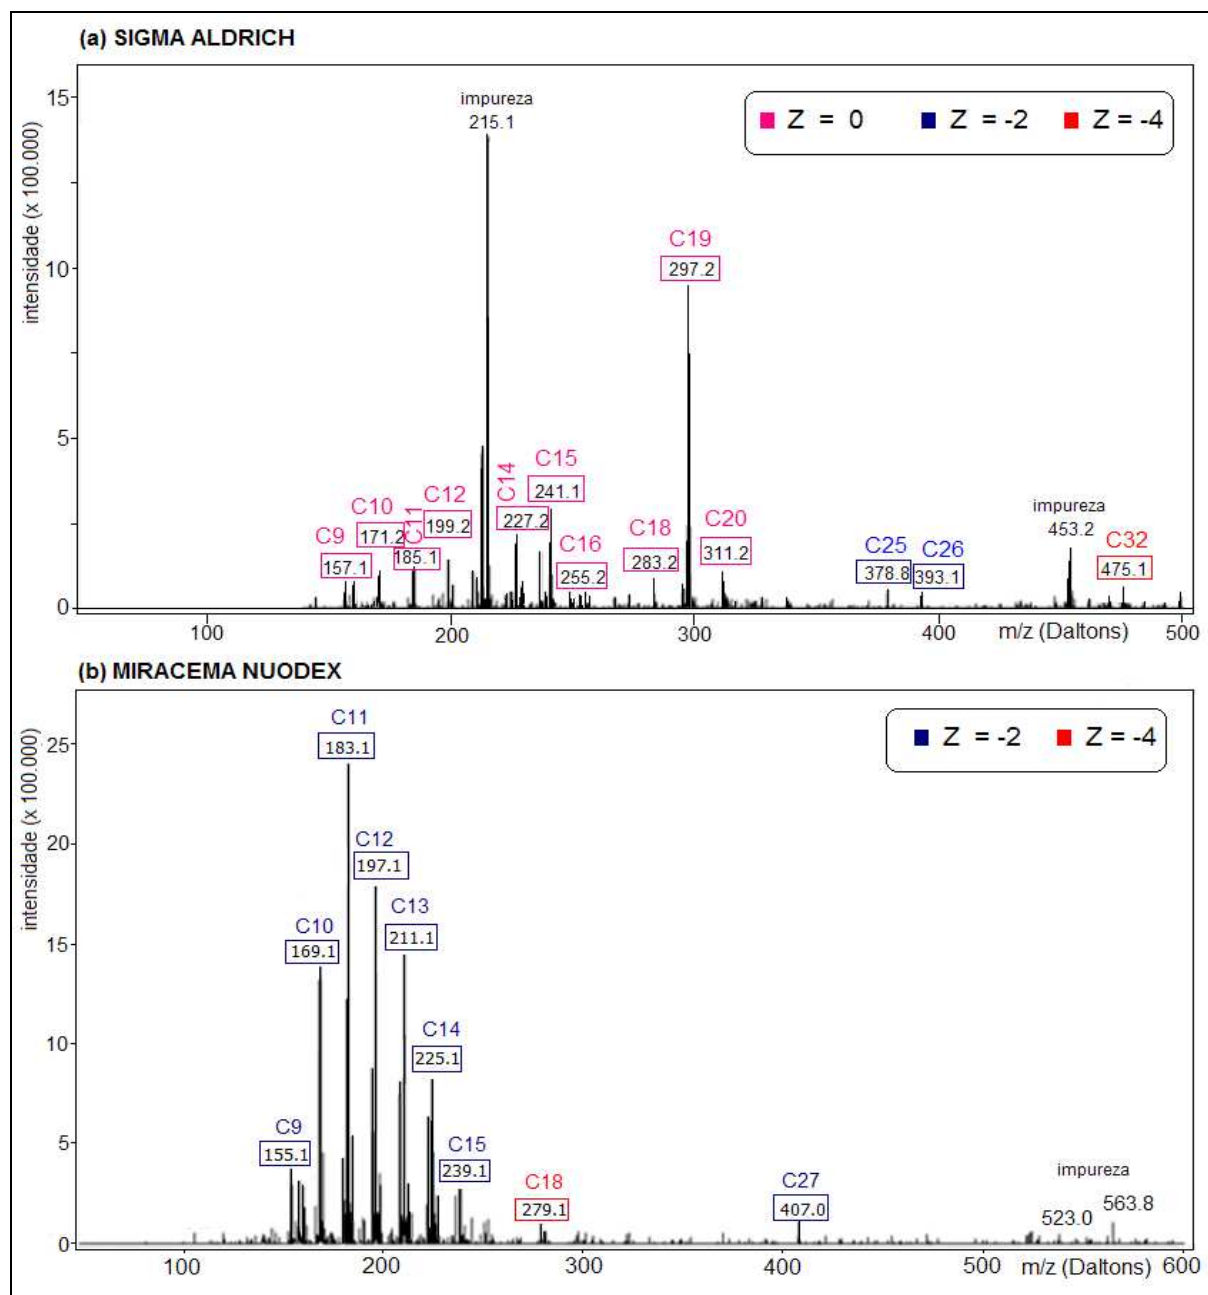 (a) SIGMA ALDRICH
intensidade (x 100.000)
15
10
5
0
Z = 0 Z = -2 Z = -4
impureza
215.1
C19
297.2
C9
157.1
C10
171.2
C11
185.1
C12
199.2
C14
227.2
C15
241.1
C16
255.2
C18
283.2
C20
311.2
C25
378.8
C26
393.1
impureza
453.2
C32
475.1
100 200 300 400 m/z (Daltons) 500
(b) MIRACEMA NUODEX
intensidade (x 100.000)
25
20
15
10
5
0
Z = -2 Z = -4
C11
183.1
C12
197.1
C10
169.1
C13
211.1
C14
225.1
C9
155.1
C15
239.1
C18
279.1
C27
407.0
impureza
523.0 563.8
100 200 300 400 500 m/z (Daltons) 600